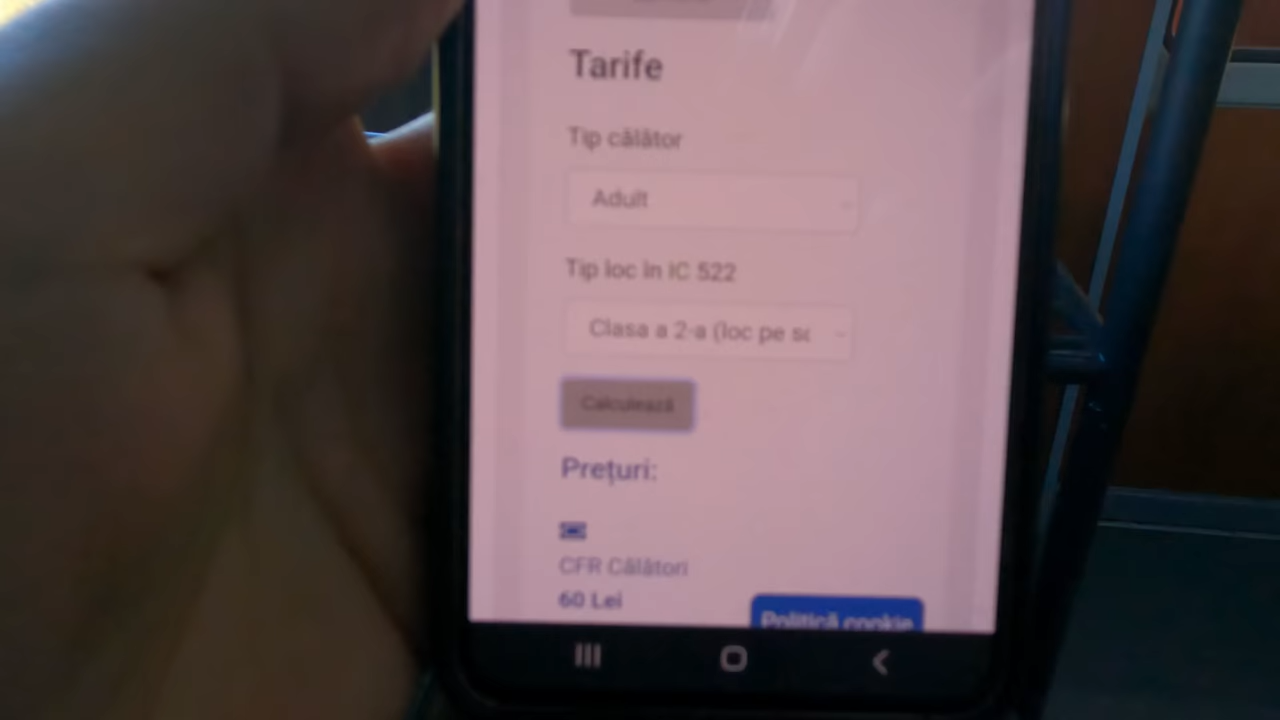 Tarife
Tip călător
Adult
Tip loc în IC 522
Clasa a 2-a (loc pe sc
Calculează
Prețuri:
CFR Călători
60 Lei
Politică cookie